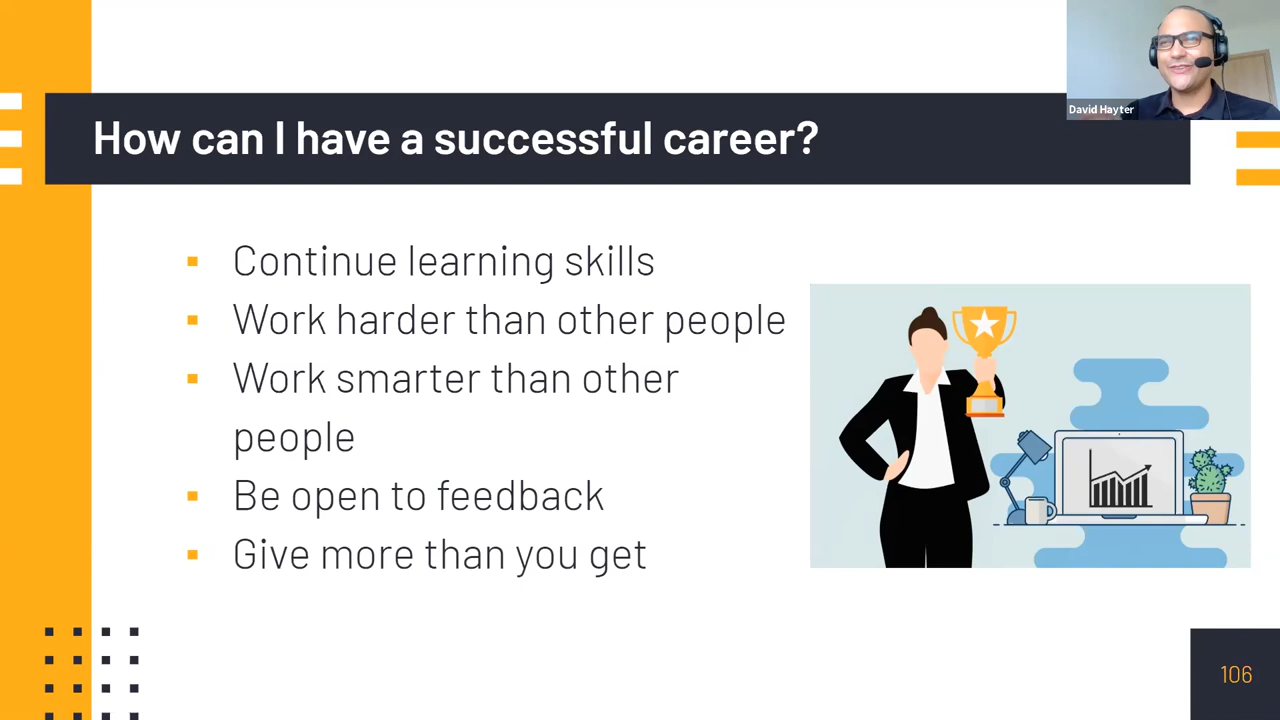 David Hayter
How can I have a successful career?
Continue learning skills
Work harder than other people
Work smarter than other
people
Be open to feedback
Give more than you get
106